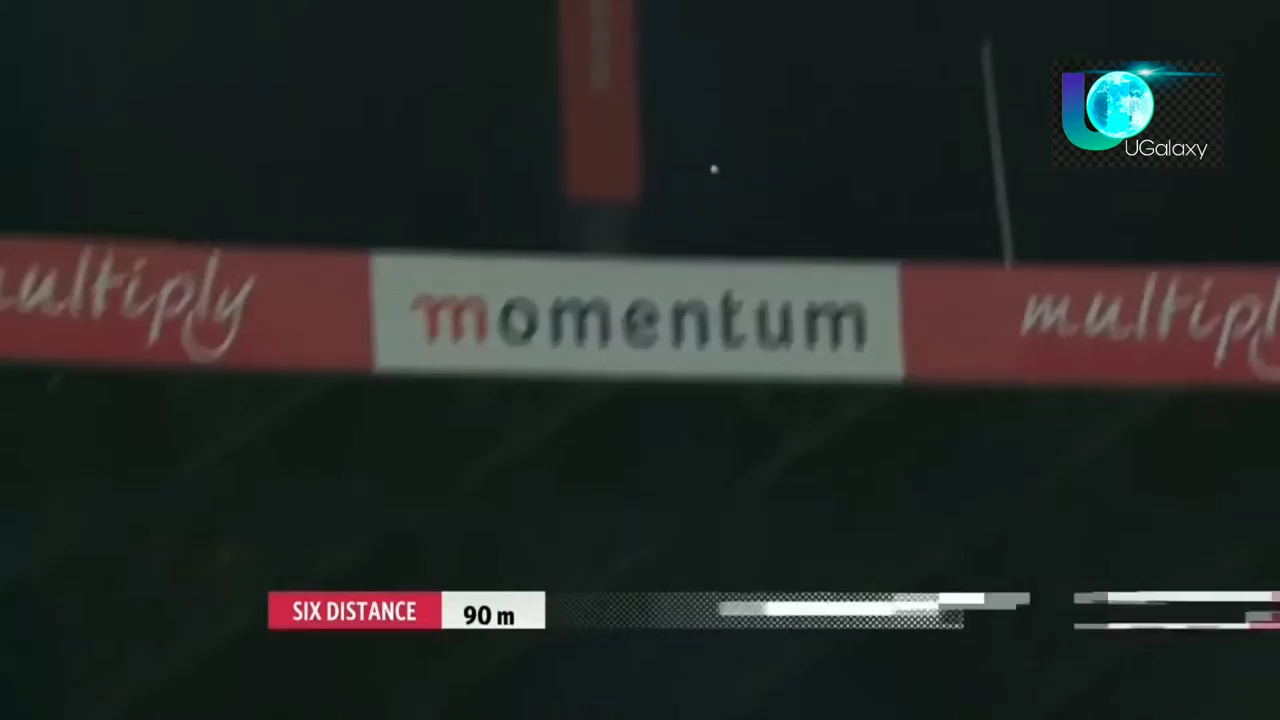 UGalaxy
multiply
momentum
multiply
SIX DISTANCE
90 m